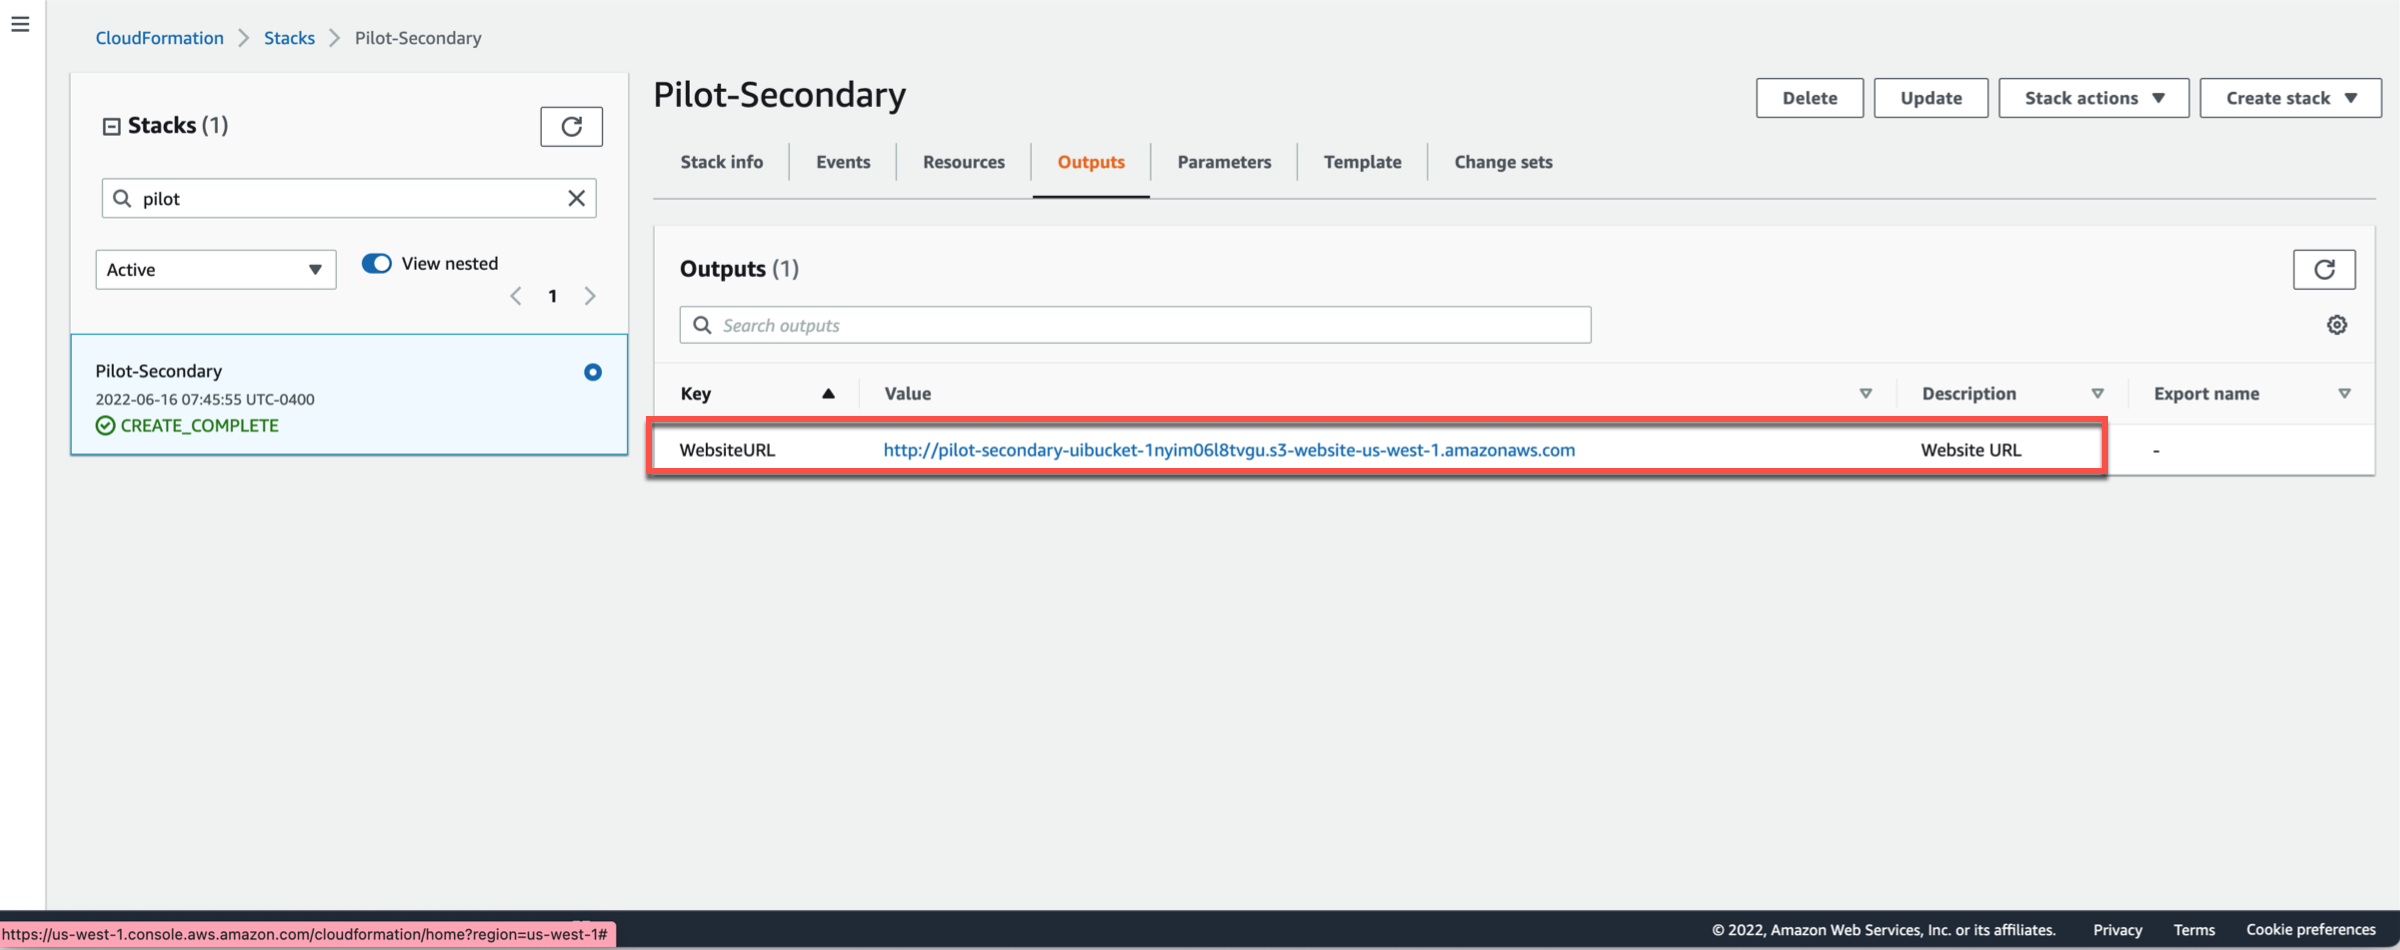 CloudFormation > Stacks > Pilot-Secondary
Stacks (1)
pilot
Active
View nested
1
Pilot-Secondary
2022-06-16 07:45:55 UTC-0400
CREATE_COMPLETE
Pilot-Secondary
Delete Update Stack actions Create stack
Stack info Events Resources Outputs Parameters Template Change sets
Outputs (1)
Search outputs
Key Value Description Export name
WebsiteURL http://pilot-secondary-uibucket-1nyim06l8tvgu.s3-website-us-west-1.amazonaws.com Website URL -
https://us-west-1.console.aws.amazon.com/cloudformation/home?region=us-west-1#
© 2022, Amazon Web Services, Inc. or its affiliates. Privacy Terms Cookie preferences